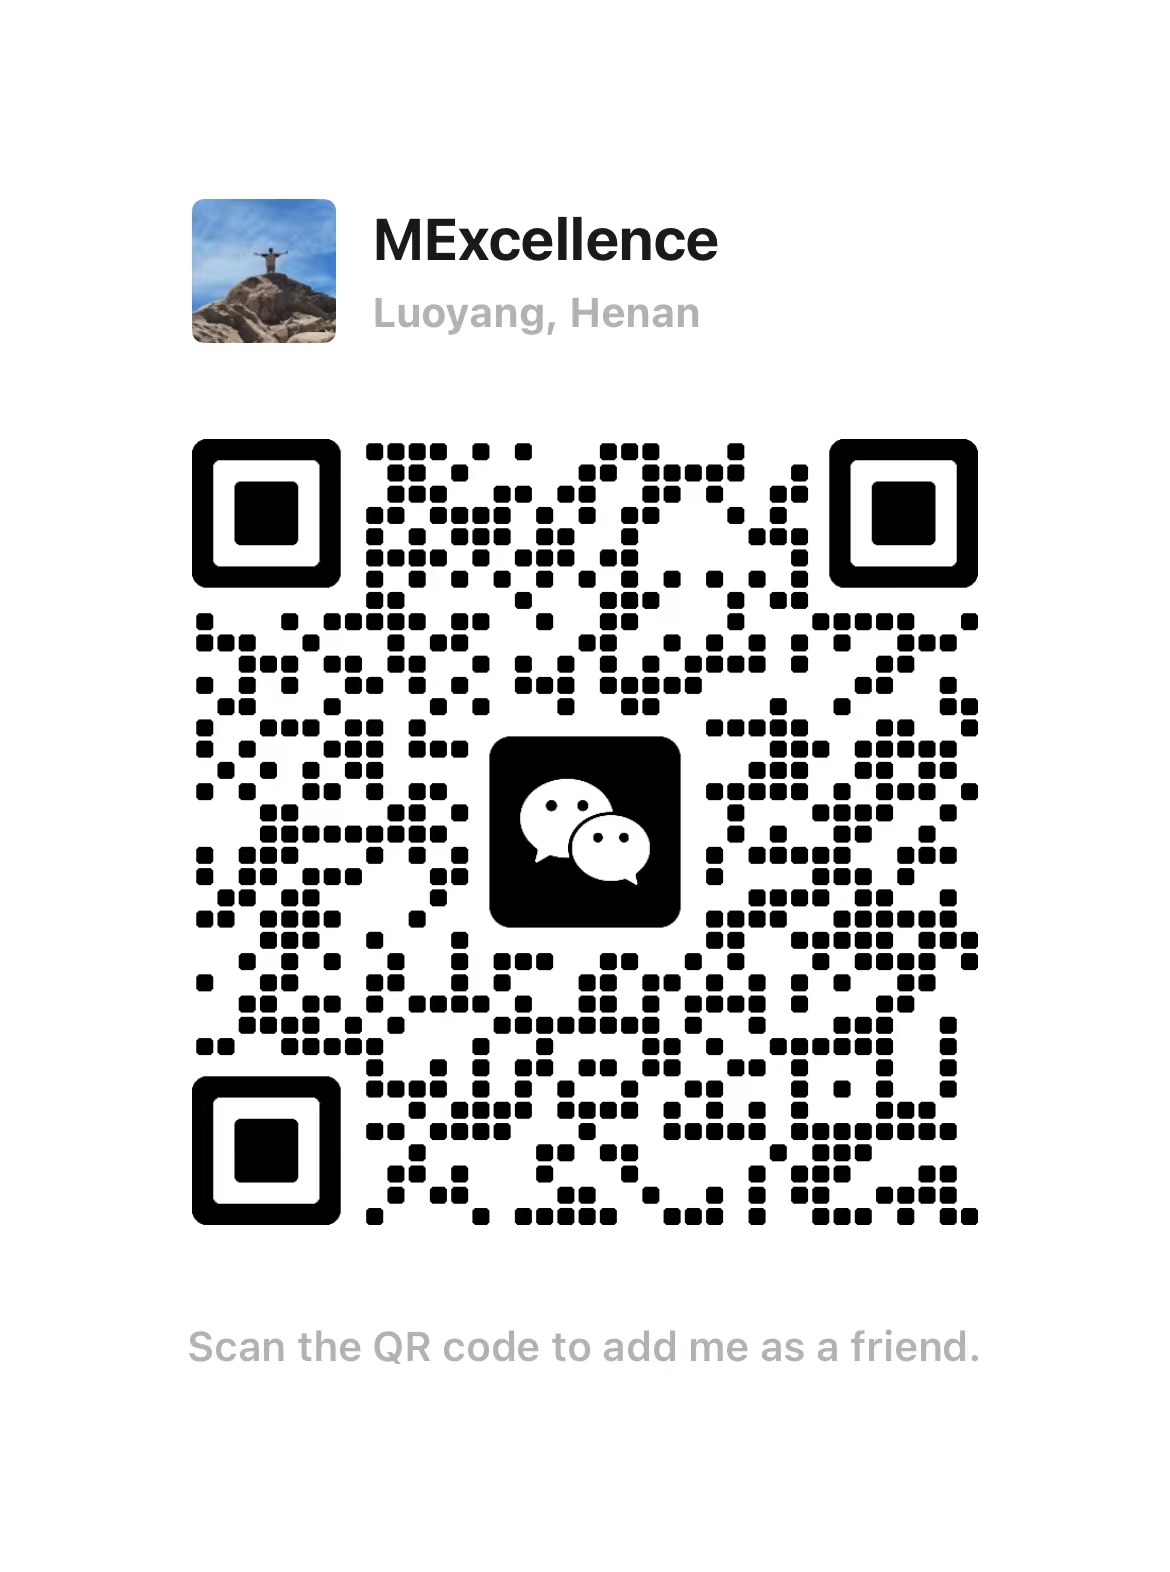 MExcellence
Luoyang, Henan
Scan the QR code to add me as a friend.